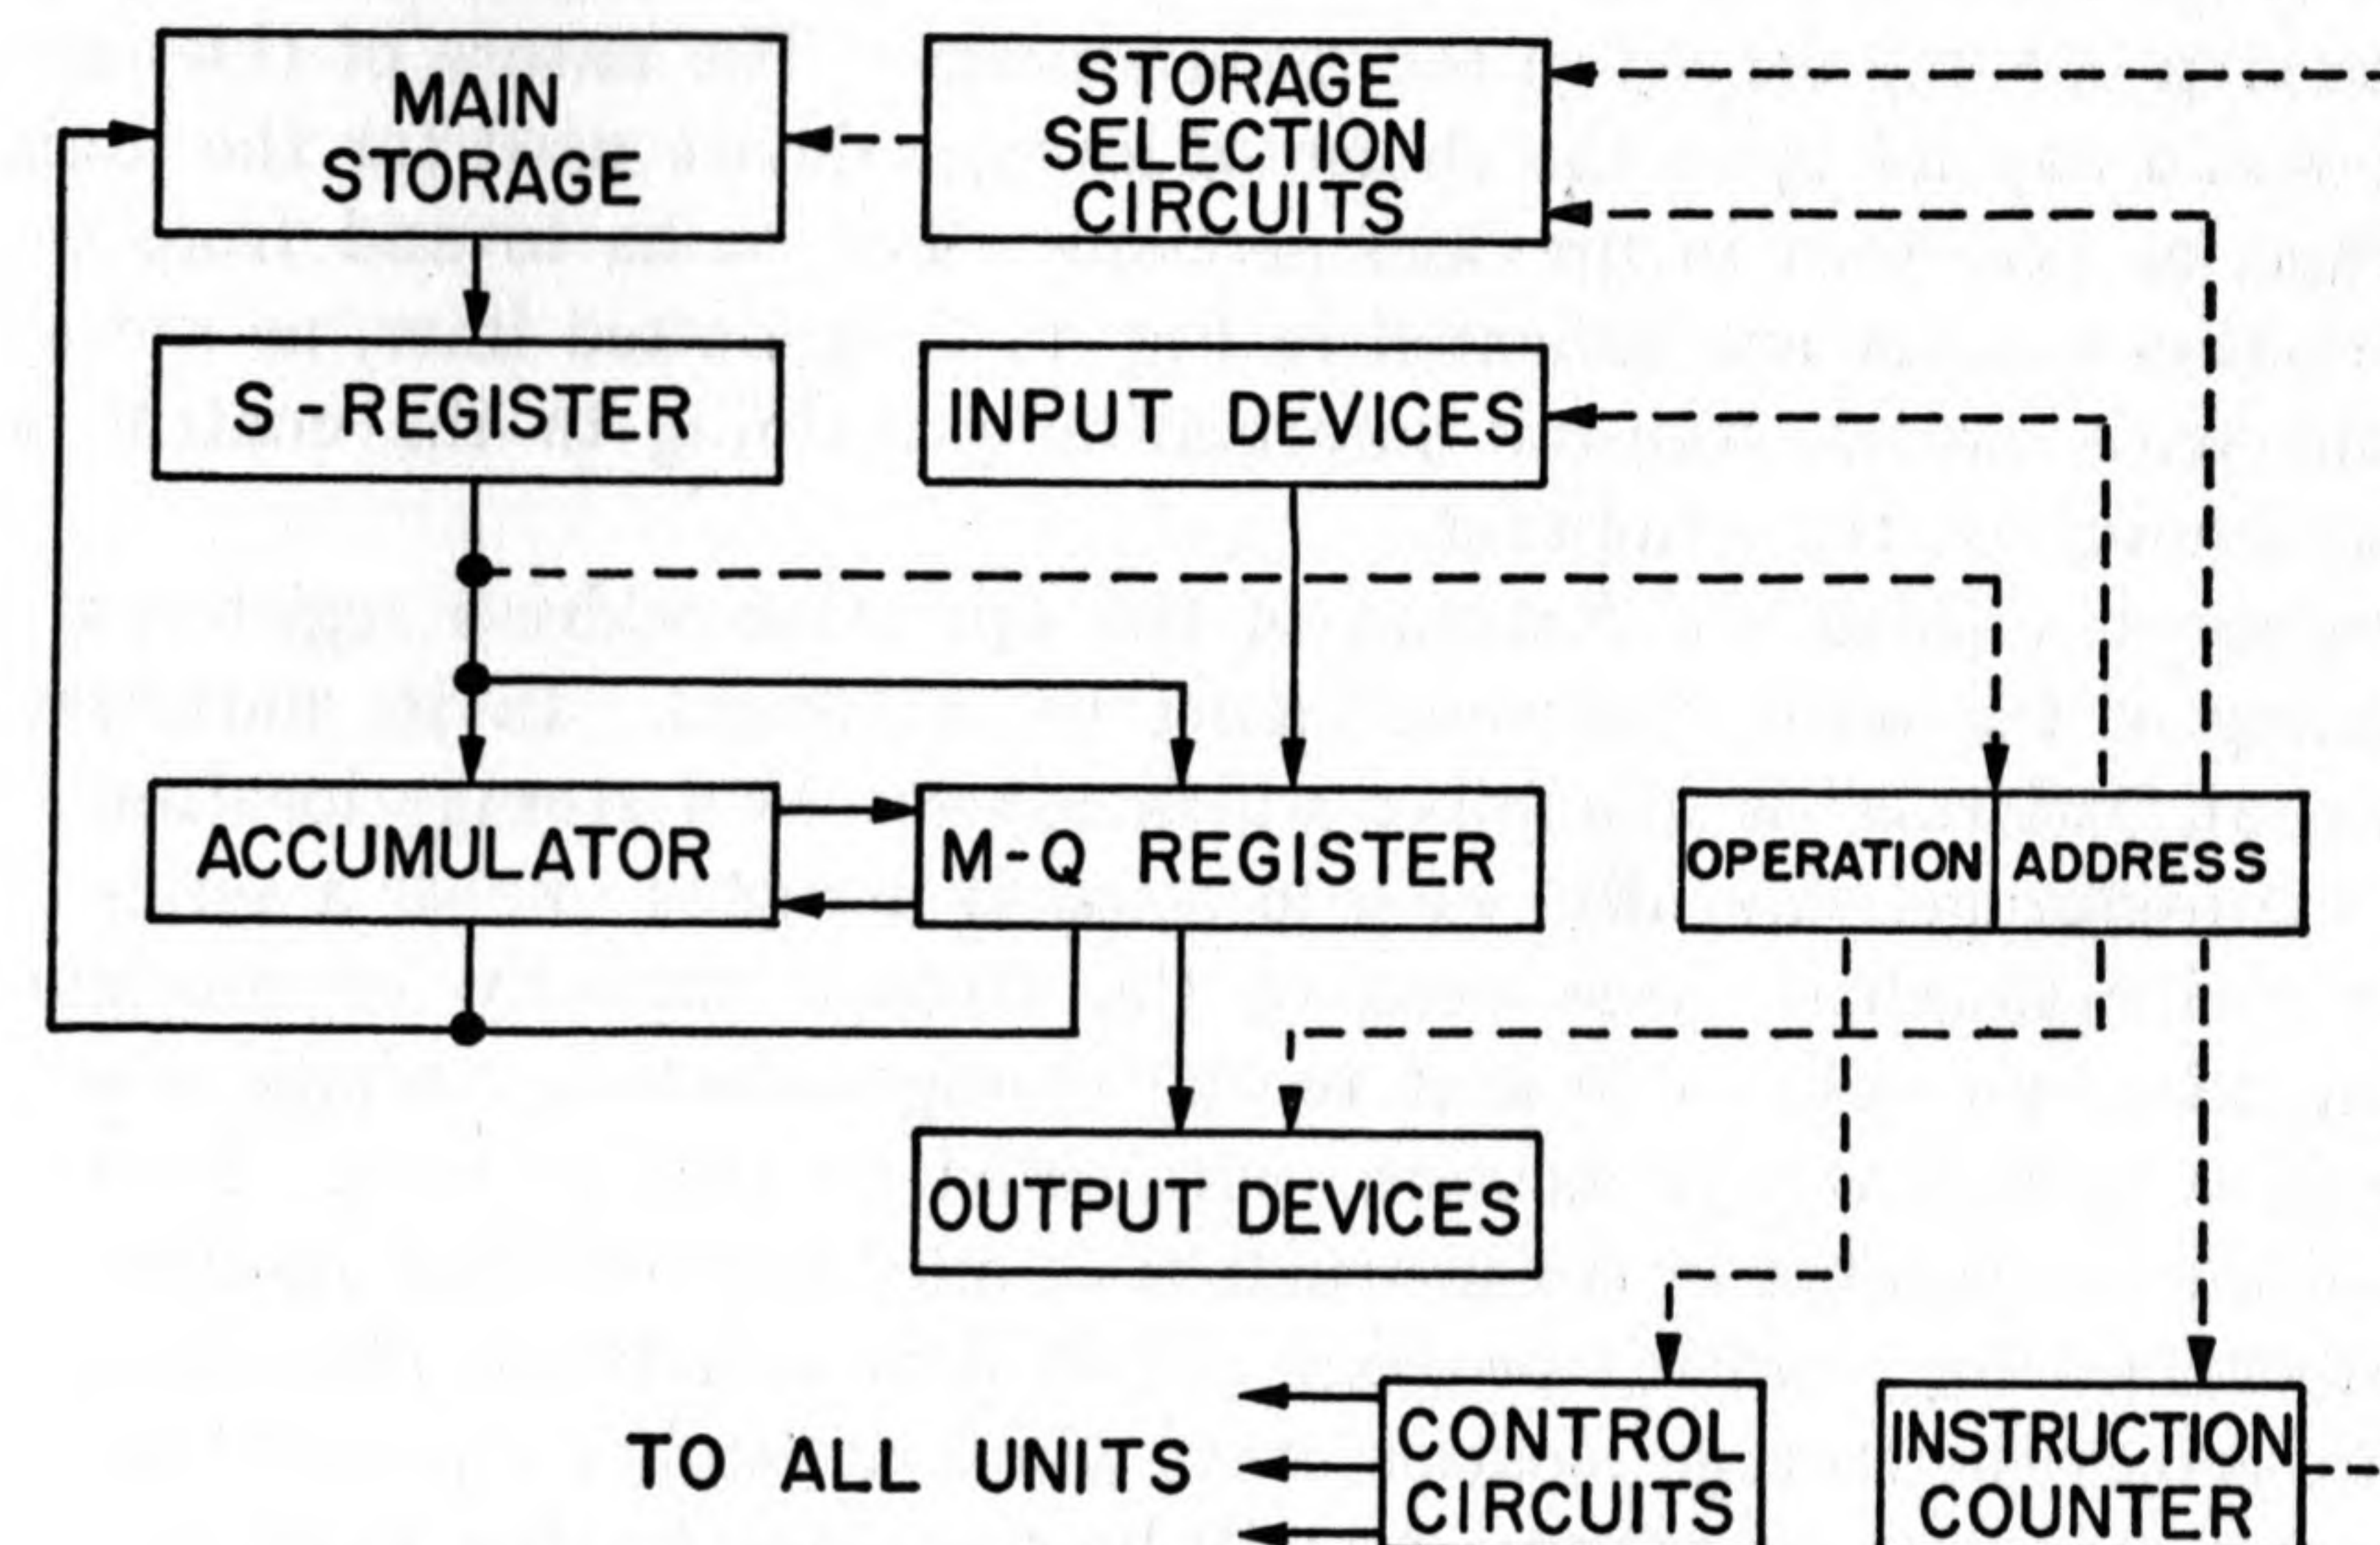 MAIN
STORAGE
STORAGE
SELECTION
CIRCUITS
S-REGISTER
INPUT DEVICES
ACCUMULATOR
M-Q REGISTER
OPERATION
ADDRESS
OUTPUT DEVICES
TO ALL UNITS
CONTROL
CIRCUITS
INSTRUCTION
COUNTER